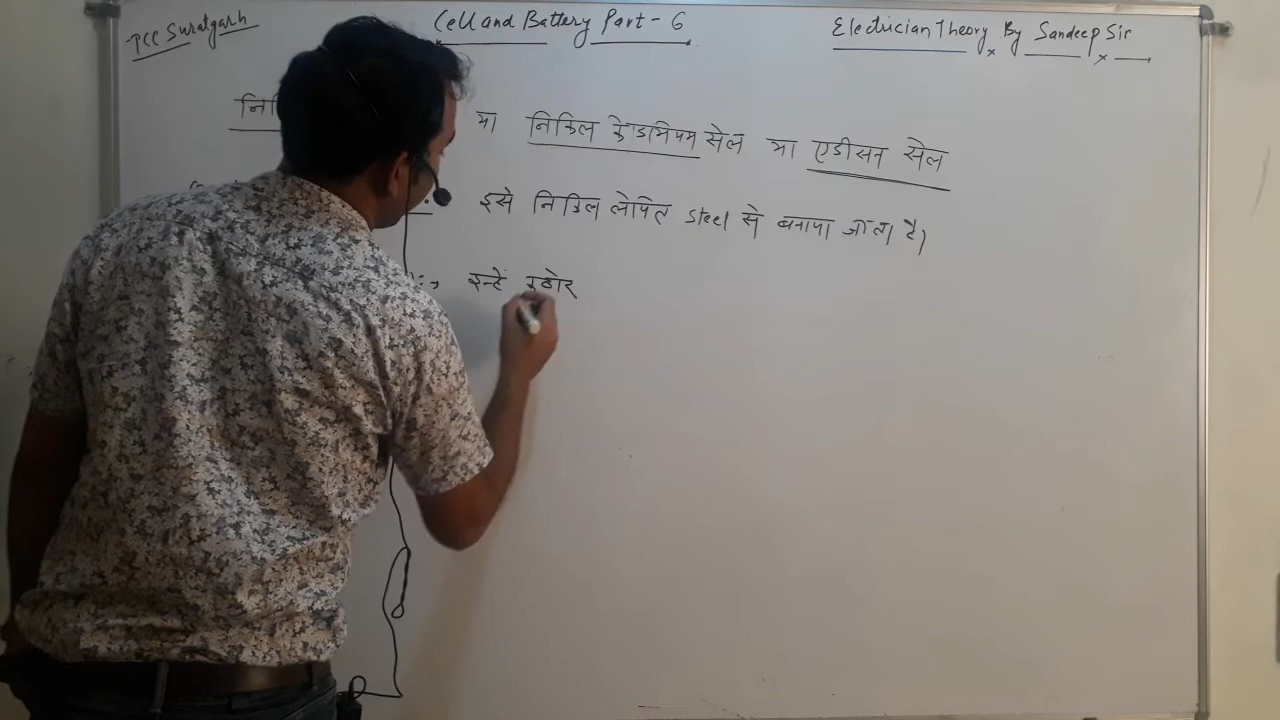 PCC Suratgarh
Cell and Battery Part - 6
Electrician Theory By Sandeep Sir
या निकिल कैडमियम सेल या एडीसन सेल
इसे निकिल लेपित steel से बनाया जाता है।
इन्हें कठोर